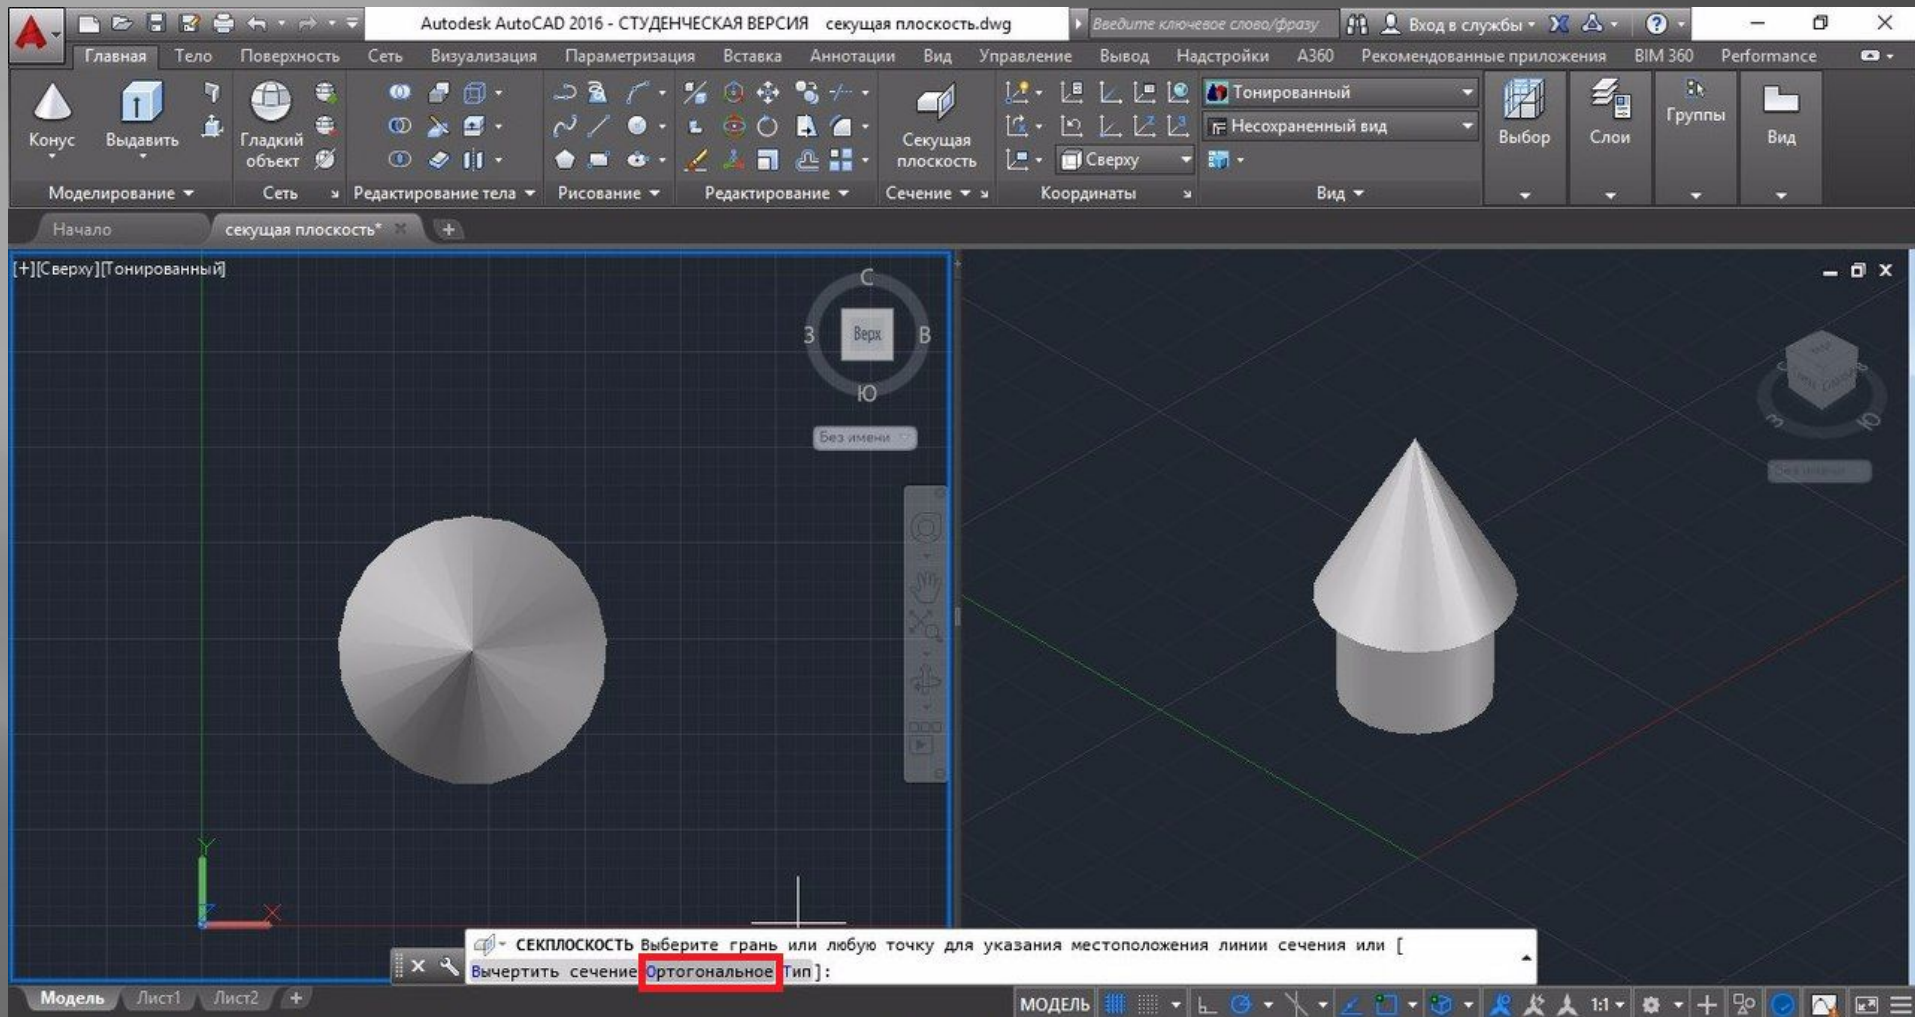 Autodesk AutoCAD 2016 - СТУДЕНЧЕСКАЯ ВЕРСИЯ секущая плоскость.dwg
Введите ключевое слово/фразу
Вход в службы
Главная Тело Поверхность Сеть Визуализация Параметризация Вставка Аннотации Вид Управление Вывод Надстройки A360 Рекомендованные приложения BIM 360 Performance
Конус
Выдавить
Гладкий
объект
Секущая
плоскость
Тонированный
Несохраненный вид
Сверху
Выбор
Слои
Группы
Вид
Моделирование Сеть Редактирование тела Рисование Редактирование Сечение Координаты Вид
Начало секущая плоскость*
[+][Сверху][Тонированный]
С
З Верх В
Ю
Без имени
З Ю
Y
X
СЕКПЛОСКОСТЬ Выберите грань или любую точку для указания местоположения линии сечения или [
Вычертить сечение Ортогональное Тип]:
Модель Лист1 Лист2 +
МОДЕЛЬ 1:1